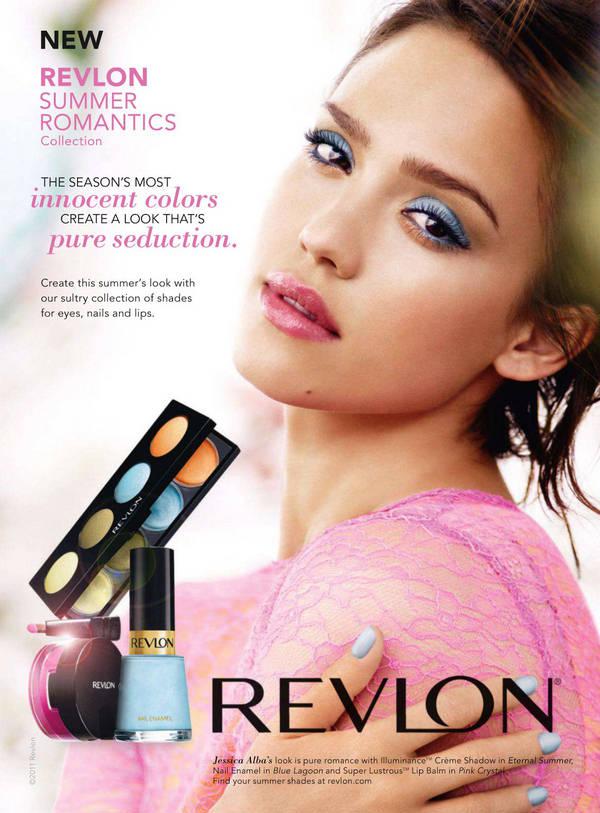 NEW
REVLON
SUMMER
ROMANTICS
Collection
THE SEASON'S MOST
innocent colors
CREATE A LOOK THAT'S
pure seduction.
Create this summer's look with
our sultry collection of shades
for eyes, nails and lips.
REVLON
REVLON
REVLON
NAIL ENAMEL
REVLON®
Jessica Alba's look is pure romance with Illuminance™ Crème Shadow in Eternal Summer,
Nail Enamel in Blue Lagoon and Super Lustrous™ Lip Balm in Pink Crystal.
Find your summer shades at revlon.com
©2011 Revlon